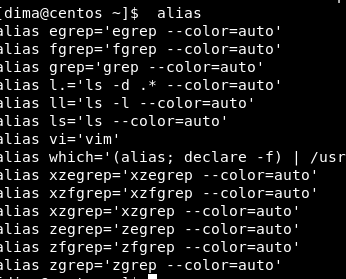 [dima@centos ~]$  alias
alias egrep='egrep --color=auto'
alias fgrep='fgrep --color=auto'
alias grep='grep --color=auto'
alias l.='ls -d .* --color=auto'
alias ll='ls -l --color=auto'
alias ls='ls --color=auto'
alias vi='vim'
alias which='(alias; declare -f) | /usr
alias xzegrep='xzegrep --color=auto'
alias xzfgrep='xzfgrep --color=auto'
alias xzgrep='xzgrep --color=auto'
alias zegrep='zegrep --color=auto'
alias zfgrep='zfgrep --color=auto'
alias zgrep='zgrep --color=auto'